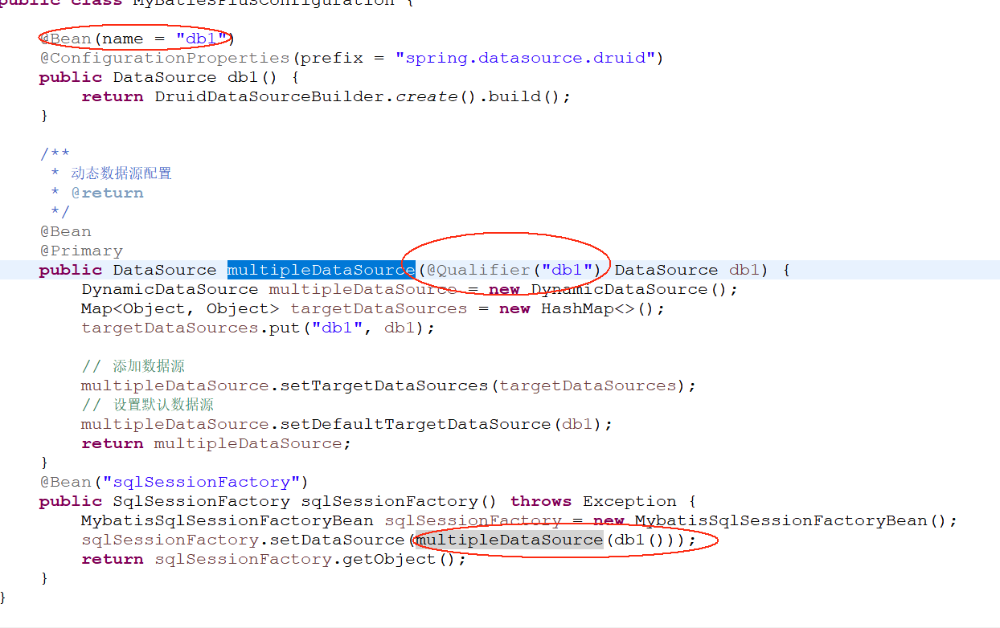 public class MyBatiesPlusConfiguration {
@Bean(name = "db1")
@ConfigurationProperties(prefix = "spring.datasource.druid")
public DataSource db1() {
return DruidDataSourceBuilder.create().build();
}
/**
* 动态数据源配置
* @return
*/
@Bean
@Primary
public DataSource multipleDataSource(@Qualifier("db1") DataSource db1) {
DynamicDataSource multipleDataSource = new DynamicDataSource();
Map<Object, Object> targetDataSources = new HashMap<>();
targetDataSources.put("db1", db1);
// 添加数据源
multipleDataSource.setTargetDataSources(targetDataSources);
// 设置默认数据源
multipleDataSource.setDefaultTargetDataSource(db1);
return multipleDataSource;
}
@Bean("sqlSessionFactory")
public SqlSessionFactory sqlSessionFactory() throws Exception {
MybatisSqlSessionFactoryBean sqlSessionFactory = new MybatisSqlSessionFactoryBean();
sqlSessionFactory.setDataSource(multipleDataSource(db1()));
return sqlSessionFactory.getObject();
}
}